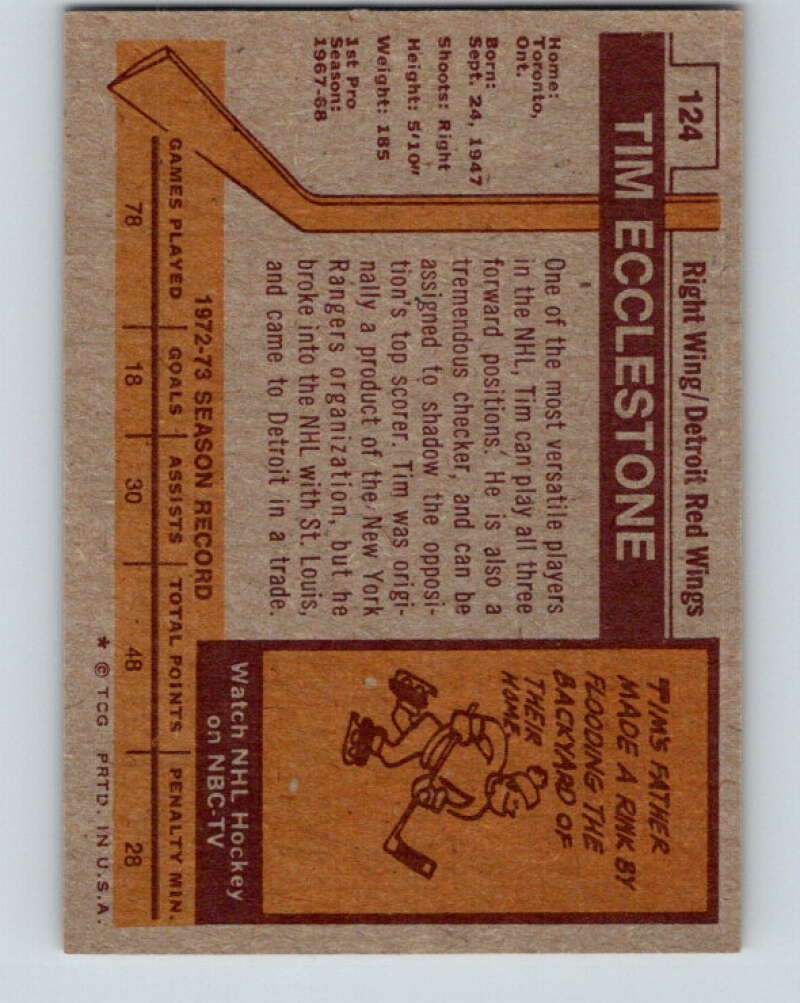 124
Right Wing/Detroit Red Wings
TIM ECCLESTONE
Home:
Toronto,
Ont.
Born:
Sept. 24, 1947
Shoots: Right
Height: 5'10"
Weight: 185
1st Pro
Season:
1967-68
One of the most versatile players
in the NHL, Tim can play all three
forward positions. He is also a
tremendous checker, and can be
assigned to shadow the opposi-
tion's top scorer. Tim was origi-
nally a product of the New York
Rangers organization, but he
broke into the NHL with St. Louis,
and came to Detroit in a trade.
TIM'S FATHER
MADE A RINK BY
FLOODING THE
BACKYARD OF
THEIR
HOME.
Watch NHL Hockey
on NBC-TV
1972-73 SEASON RECORD
GAMES PLAYED GOALS ASSISTS TOTAL POINTS PENALTY MIN.
78 18 30 48 28
* © TCG PRTD. IN U.S.A.